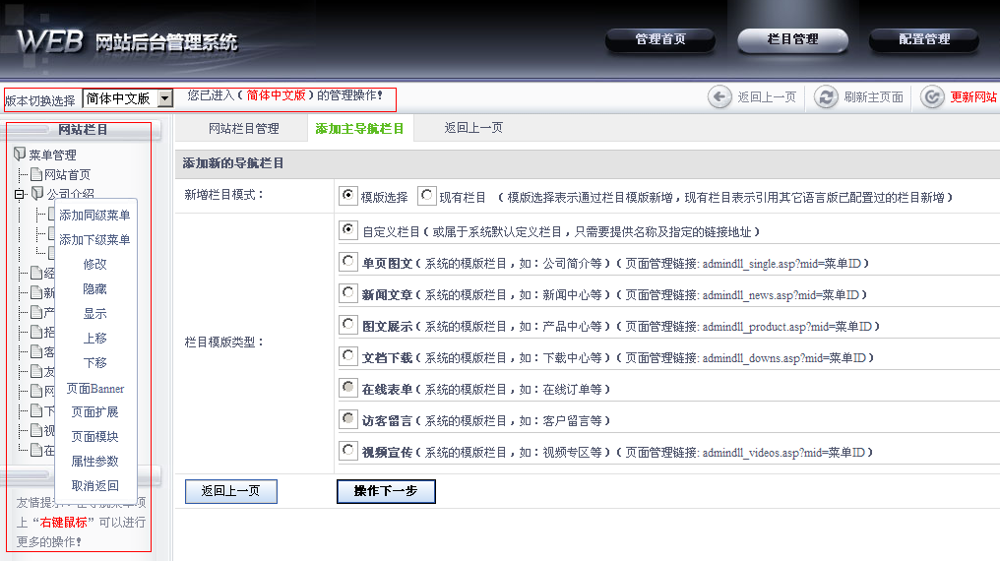 WEB 网站后台管理系统
管理首页 栏目管理 配置管理
版本切换选择 简体中文版 您已进入（简体中文版）的管理操作！
返回上一页 刷新主页面 更新网站
网站栏目
网站栏目管理 添加主导航栏目 返回上一页
菜单管理
网站首页
公司介绍
经
新
产
招
客
友
网
下
视
在
添加同级菜单
添加下级菜单
修改
隐藏
显示
上移
下移
页面Banner
页面扩展
页面模块
属性参数
取消返回
友情提
上“右键鼠标”可以进行
更多的操作！
添加新的导航栏目
新增栏目模式： 模版选择 现有栏目 （模版选择表示通过栏目模版新增，现有栏目表示引用其它语言版已配置过的栏目新增）
栏目模版类型：
自定义栏目（或属于系统默认定义栏目，只需要提供名称及指定的链接地址）
单页图文（系统的模版栏目，如：公司简介等）（页面管理链接: admindll_single.asp?mid=菜单ID）
新闻文章（系统的模版栏目，如：新闻中心等）（页面管理链接: admindll_news.asp?mid=菜单ID）
图文展示（系统的模版栏目，如：产品中心等）（页面管理链接: admindll_product.asp?mid=菜单ID）
文档下载（系统的模版栏目，如：下载中心等）（页面管理链接: admindll_downs.asp?mid=菜单ID）
在线表单（系统的模版栏目，如：在线订单等）
访客留言（系统的模版栏目，如：客户留言等）
视频宣传（系统的模版栏目，如：视频专区等）（页面管理链接: admindll_videos.asp?mid=菜单ID）
返回上一页 操作下一步